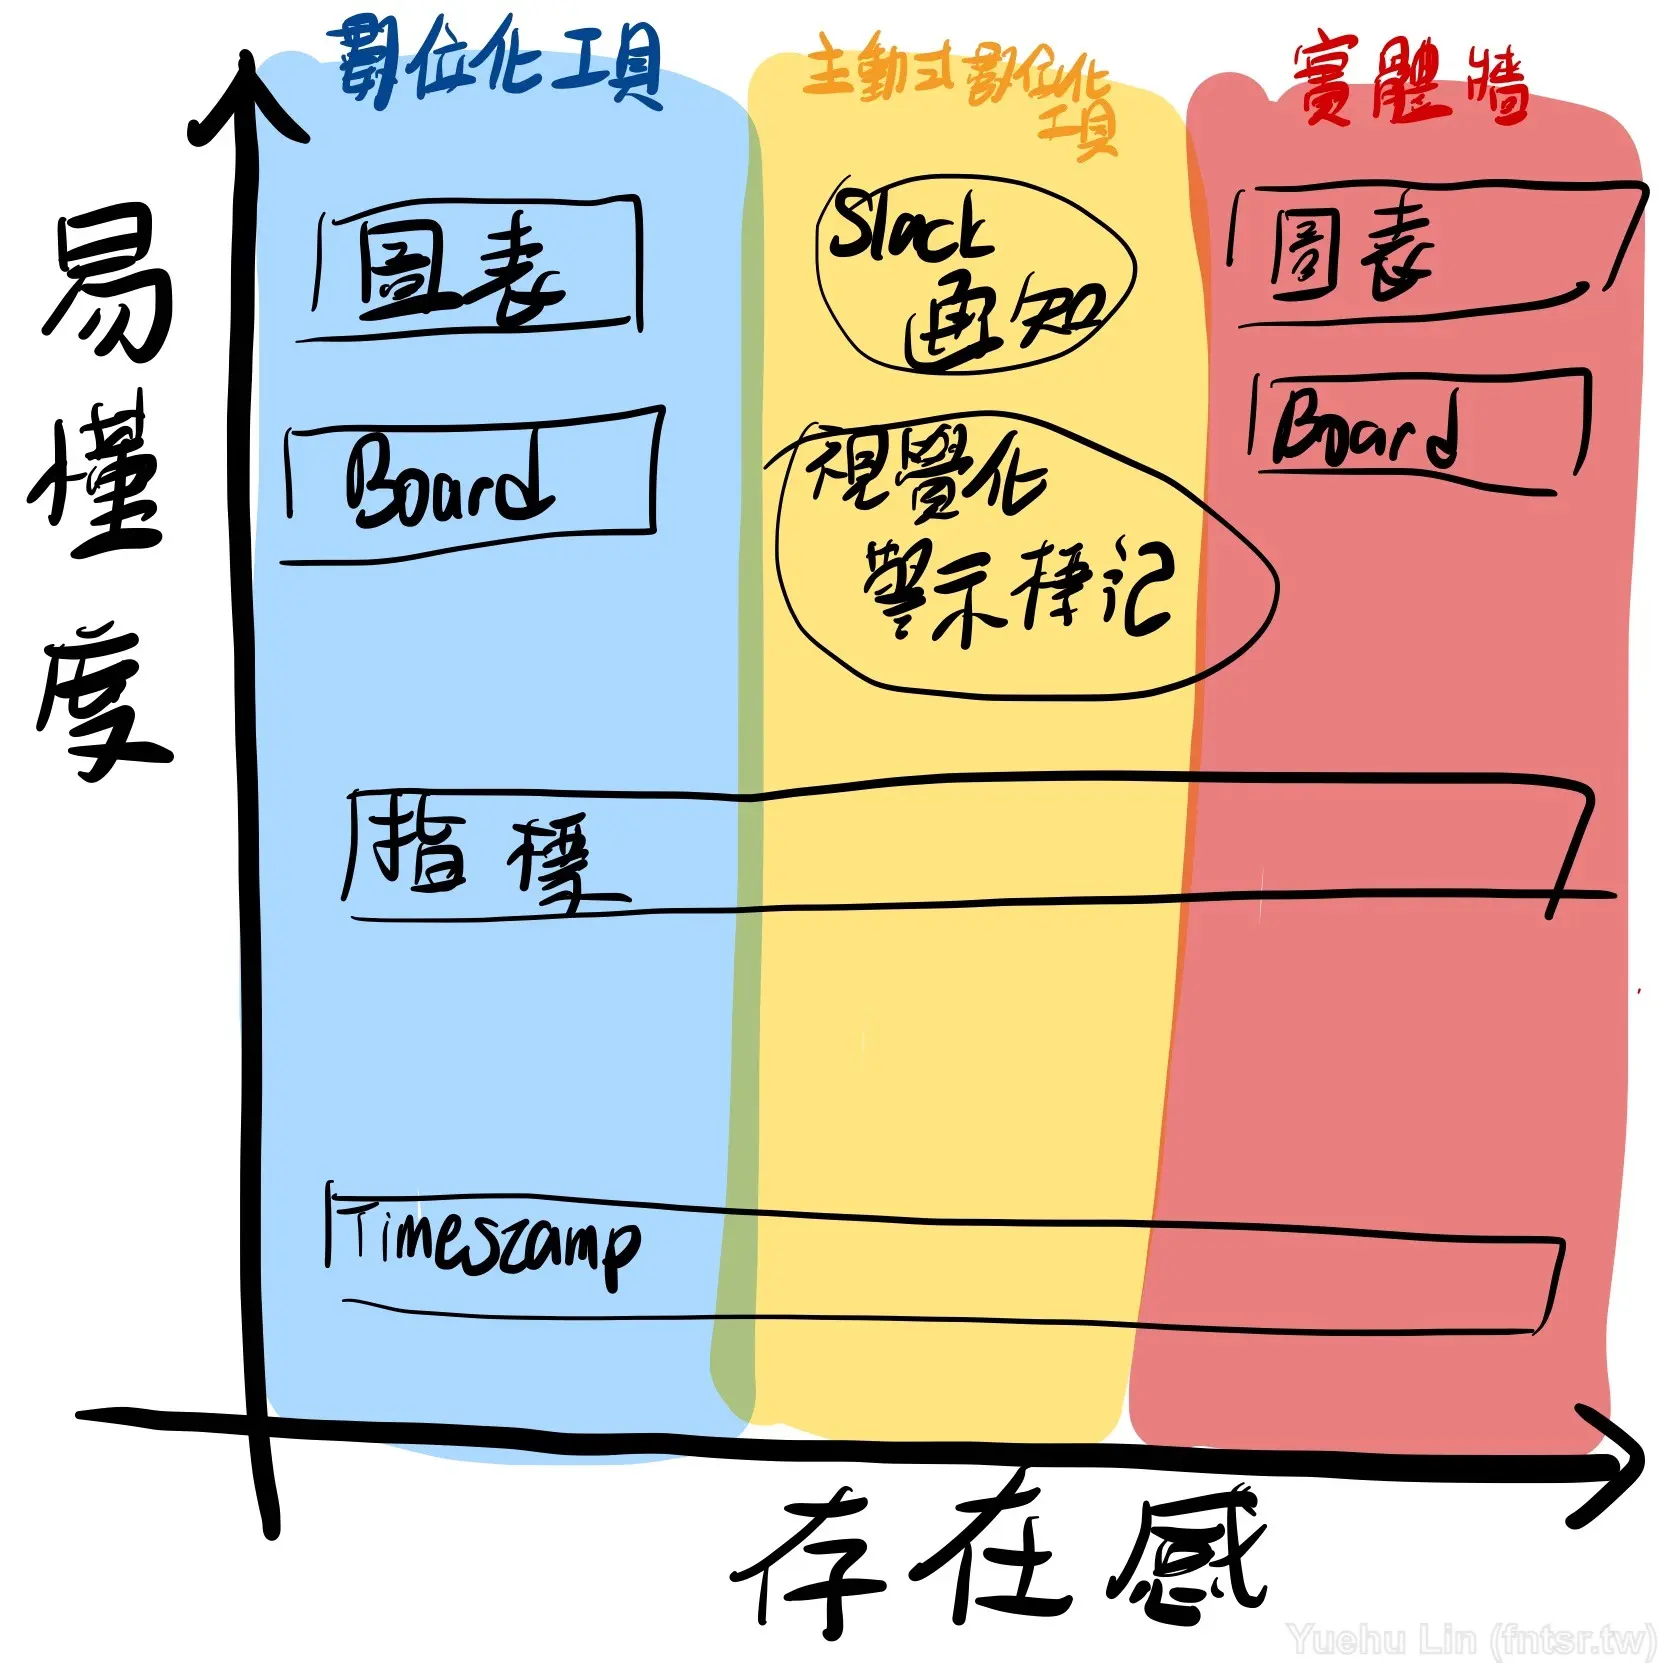 數位化工具
主動式數位化
工具
實體牆
易懂度
圖表
Slack
通知
圖表
Board
視覺化
警示標記
Board
指標
Timeszamp
存在感
Yuehu Lin (fntsr.tw)